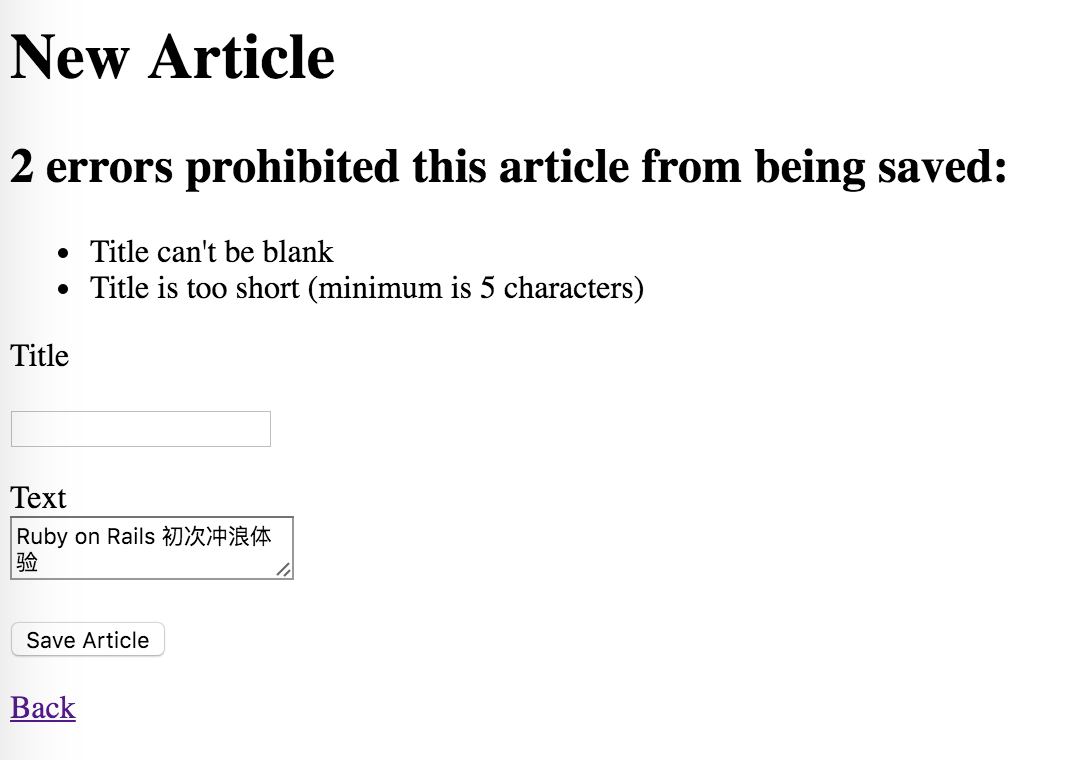 New Article
2 errors prohibited this article from being saved:
Title can't be blank
Title is too short (minimum is 5 characters)
Title
Text
Ruby on Rails 初次冲浪体
验
Save Article
Back